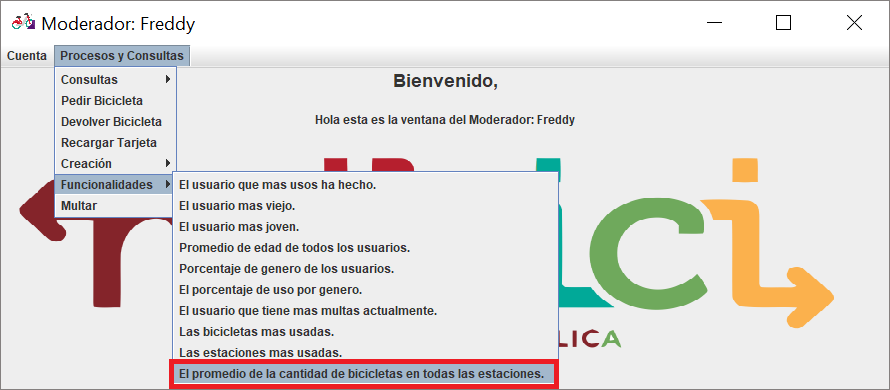 Moderador: Freddy
Cuenta Procesos y Consultas
Bienvenido,
Hola esta es la ventana del Moderador: Freddy
Consultas
Pedir Bicicleta
Devolver Bicicleta
Recargar Tarjeta
Creación
Funcionalidades
Multar
El usuario que mas usos ha hecho.
El usuario mas viejo.
El usuario mas joven.
Promedio de edad de todos los usuarios.
Porcentaje de genero de los usuarios.
El porcentaje de uso por genero.
El usuario que tiene mas multas actualmente.
Las bicicletas mas usadas.
Las estaciones mas usadas.
El promedio de la cantidad de bicicletas en todas las estaciones.